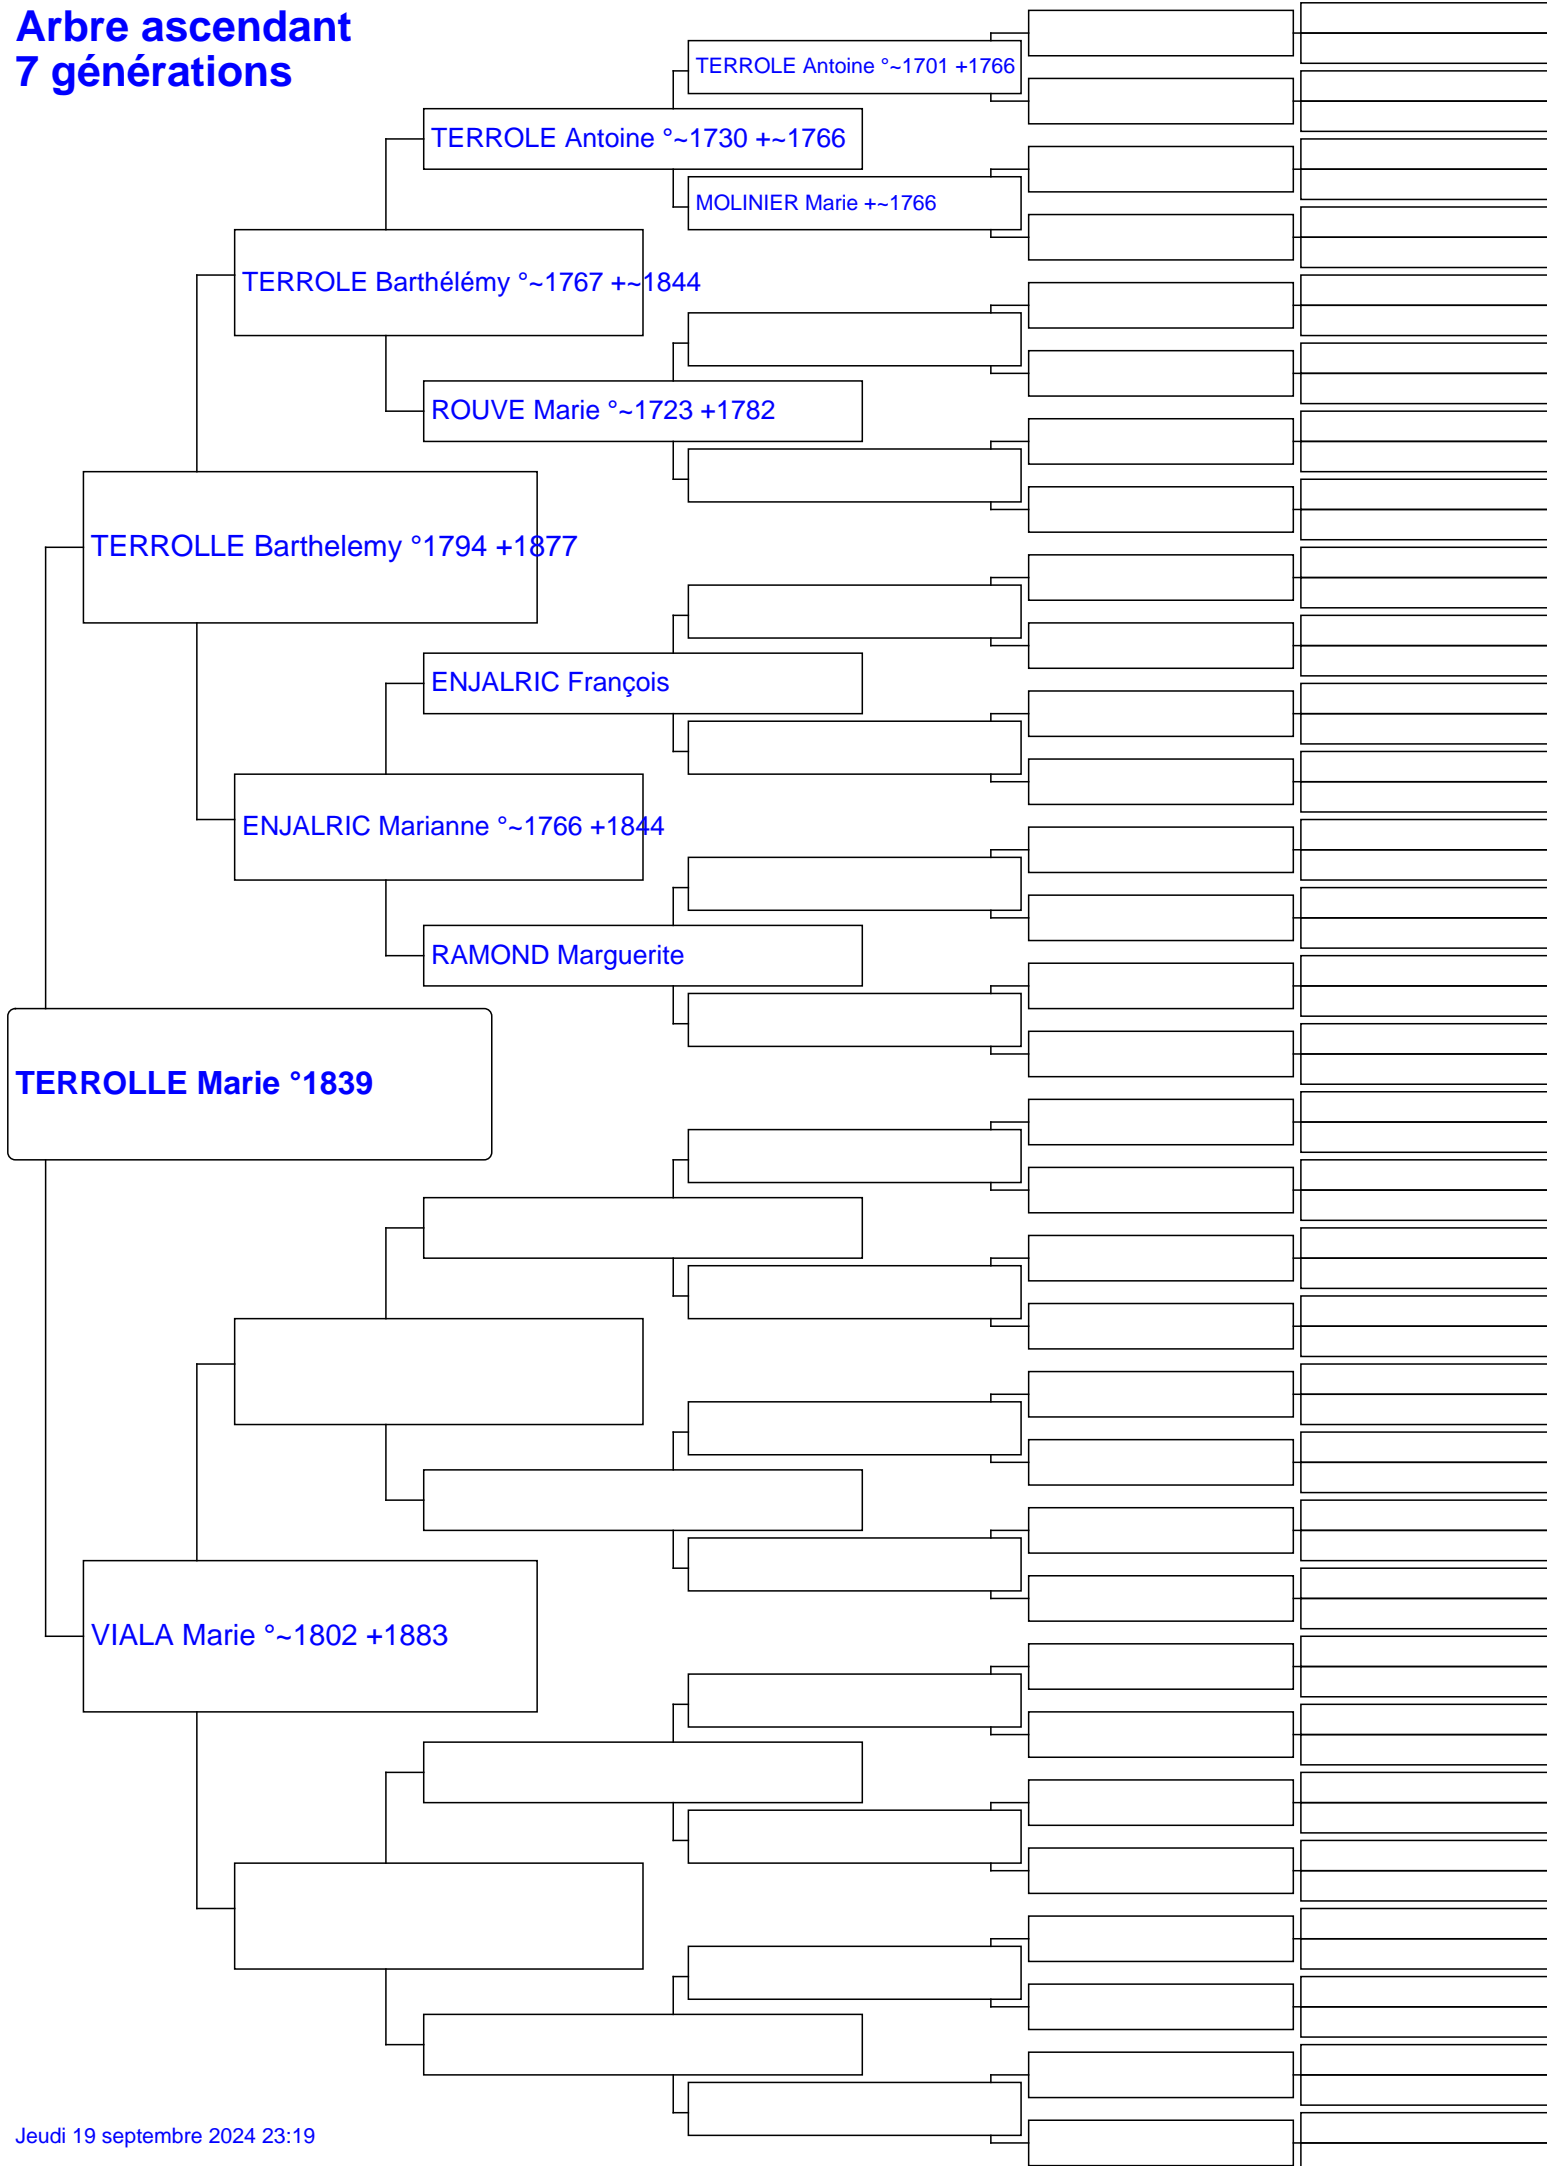 Arbre ascendant
7 générations
TERROLE Antoine °~1701 +1766
TERROLE Antoine °~1730 +~1766
MOLINIER Marie +~1766
TERROLE Barthélémy °~1767 +~1844
ROUVE Marie °~1723 +1782
TERROLLE Barthelemy °1794 +1877
ENJALRIC François
ENJALRIC Marianne °~1766 +1844
RAMOND Marguerite
TERROLLE Marie °1839
VIALA Marie °~1802 +1883
Jeudi 19 septembre 2024 23:19